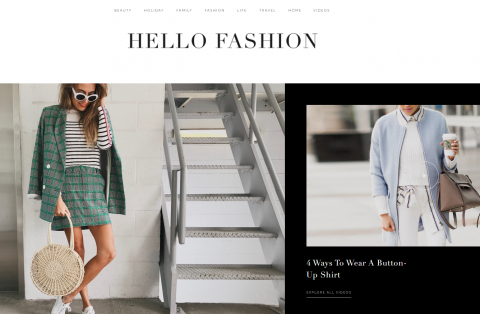 BEAUTY HOLIDAY FAMILY FASHION LIFE TRAVEL HOME VIDEOS
HELLO FASHION
4 Ways To Wear A Button-
Up Shirt
EXPLORE ALL VIDEOS